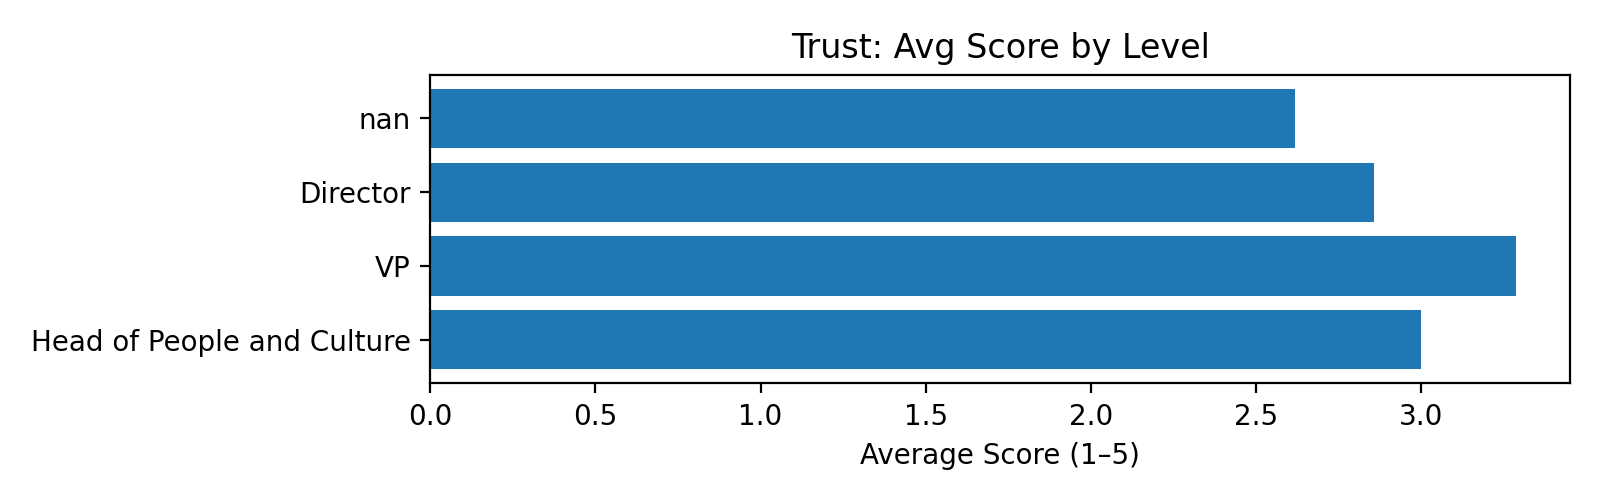 Trust: Avg Score by Level
nan
Director
VP
Head of People and Culture
0.0 0.5 1.0 1.5 2.0 2.5 3.0
Average Score (1–5)